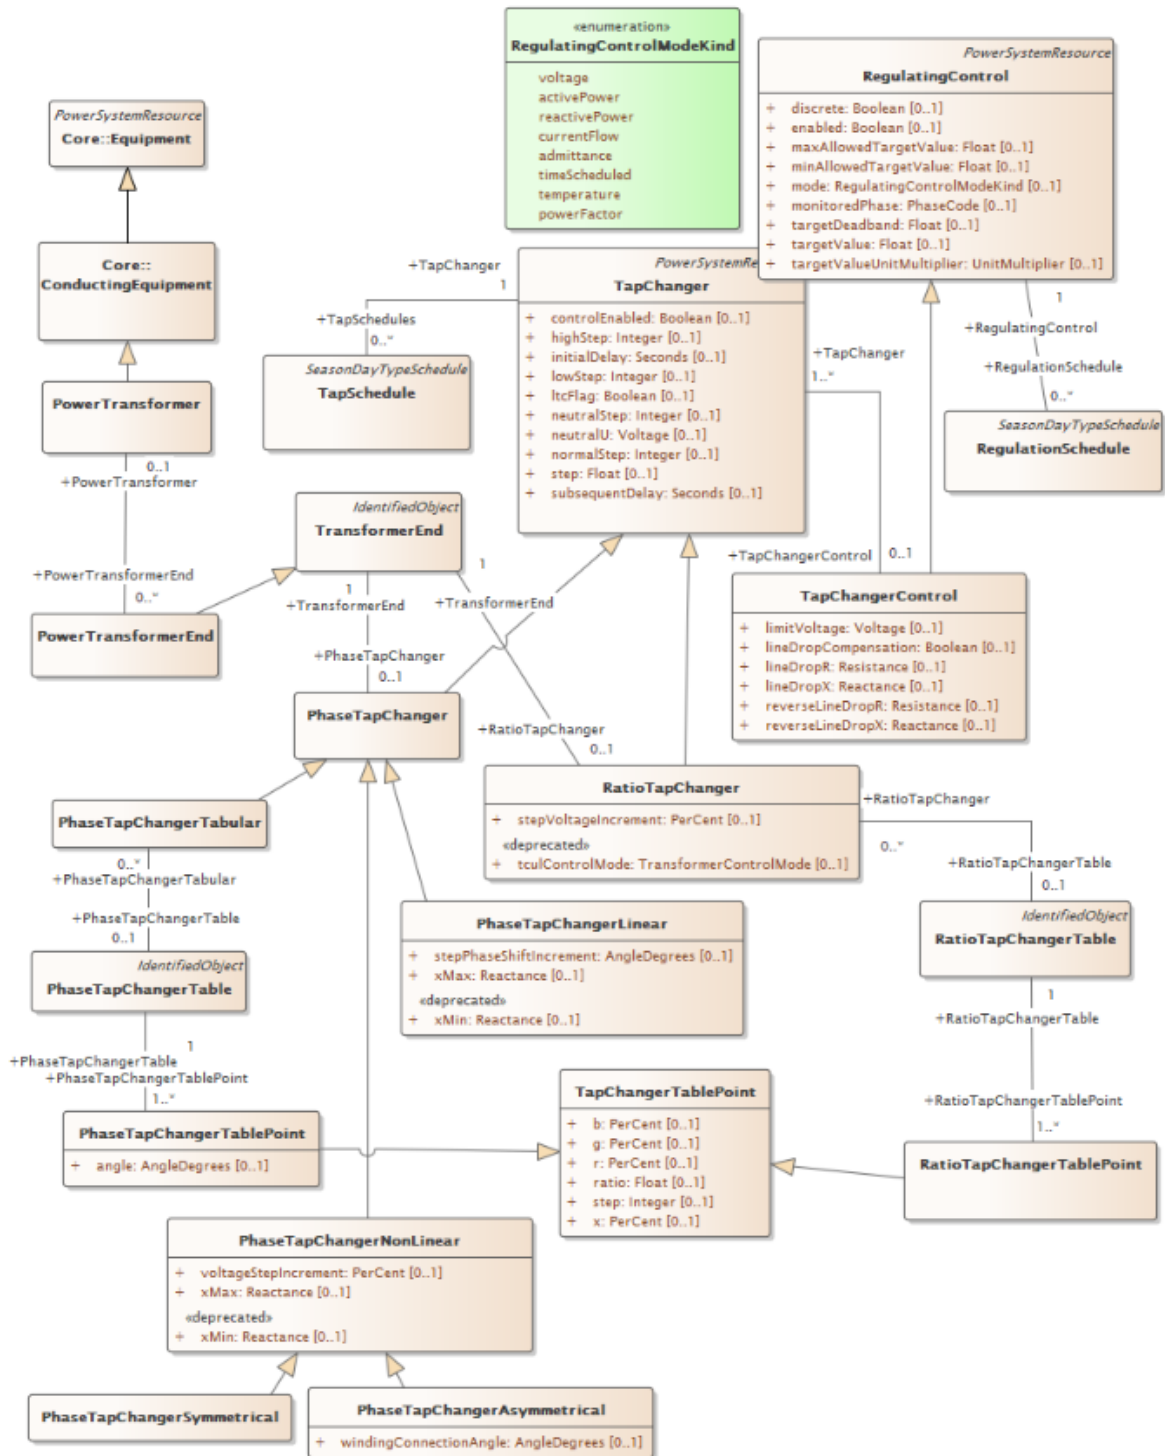 «enumeration»
RegulatingControlModeKind
voltage
activePower
reactivePower
currentFlow
admittance
timeScheduled
temperature
powerFactor
PowerSystemResource
RegulatingControl
+ discrete: Boolean [0..1]
+ enabled: Boolean [0..1]
+ maxAllowedTargetValue: Float [0..1]
+ minAllowedTargetValue: Float [0..1]
+ mode: RegulatingControlModeKind [0..1]
+ monitoredPhase: PhaseCode [0..1]
+ targetDeadband: Float [0..1]
+ targetValue: Float [0..1]
+ targetValueUnitMultiplier: UnitMultiplier [0..1]
PowerSystemResource
Core::Equipment
Core::
ConductingEquipment
PowerTransformer
0..1
+PowerTransformer
+PowerTransformerEnd
0..*
PowerTransformerEnd
+TapChanger
1
+TapSchedules
0..*
SeasonDayTypeSchedule
TapSchedule
PowerSystemRe
TapChanger
+ controlEnabled: Boolean [0..1]
+ highStep: Integer [0..1]
+ initialDelay: Seconds [0..1]
+ lowStep: Integer [0..1]
+ ltcFlag: Boolean [0..1]
+ neutralStep: Integer [0..1]
+ neutralU: Voltage [0..1]
+ normalStep: Integer [0..1]
+ step: Float [0..1]
+ subsequentDelay: Seconds [0..1]
+TapChanger
1..*
+TapChangerControl
0..1
1
+RegulatingControl
+RegulationSchedule
0..*
SeasonDayTypeSchedule
RegulationSchedule
TapChangerControl
+ limitVoltage: Voltage [0..1]
+ lineDropCompensation: Boolean [0..1]
+ lineDropR: Resistance [0..1]
+ lineDropX: Reactance [0..1]
+ reverseLineDropR: Resistance [0..1]
+ reverseLineDropX: Reactance [0..1]
IdentifiedObject
TransformerEnd
1
+TransformerEnd
+PhaseTapChanger
0..1
1
+TransformerEnd
+RatioTapChanger
0..1
PhaseTapChanger
RatioTapChanger
+ stepVoltageIncrement: PerCent [0..1]
«deprecated»
+ tculControlMode: TransformerControlMode [0..1]
+RatioTapChanger
0..*
+RatioTapChangerTable
0..1
IdentifiedObject
RatioTapChangerTable
1
+RatioTapChangerTable
+RatioTapChangerTablePoint
1..*
RatioTapChangerTablePoint
PhaseTapChangerTabular
0..*
+PhaseTapChangerTabular
+PhaseTapChangerTable
0..1
IdentifiedObject
PhaseTapChangerTable
1
+PhaseTapChangerTable
+PhaseTapChangerTablePoint
1..*
PhaseTapChangerTablePoint
+ angle: AngleDegrees [0..1]
PhaseTapChangerLinear
+ stepPhaseShiftIncrement: AngleDegrees [0..1]
+ xMax: Reactance [0..1]
«deprecated»
+ xMin: Reactance [0..1]
TapChangerTablePoint
+ b: PerCent [0..1]
+ g: PerCent [0..1]
+ r: PerCent [0..1]
+ ratio: Float [0..1]
+ step: Integer [0..1]
+ x: PerCent [0..1]
PhaseTapChangerNonLinear
+ voltageStepIncrement: PerCent [0..1]
+ xMax: Reactance [0..1]
«deprecated»
+ xMin: Reactance [0..1]
PhaseTapChangerSymmetrical
PhaseTapChangerAsymmetrical
+ windingConnectionAngle: AngleDegrees [0..1]